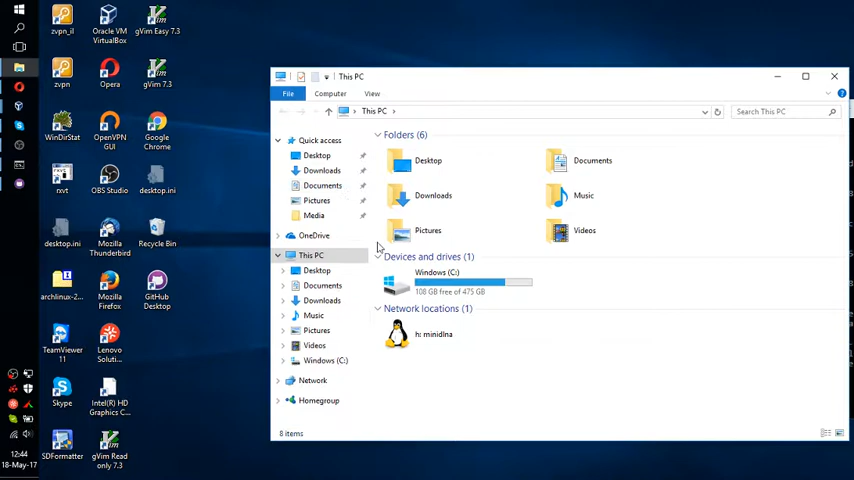 zvpn_il
Oracle VM
VirtualBox
gVim Easy 7.3
zvpn
Opera
gVim 7.3
WinDirStat
OpenVPN
GUI
Google
Chrome
rxvt
OBS Studio
desktop.ini
desktop.ini
Mozilla
Thunderbird
Recycle Bin
archlinux-2...
Mozilla
Firefox
GitHub
Desktop
TeamViewer
11
Lenovo
Soluti...
Skype
Intel(R) HD
Graphics C...
SDFormatter
gVim Read
only 7.3
12:44
18-May-17
This PC
File
Computer
View
This PC
Search This PC
Quick access
Desktop
Downloads
Documents
Pictures
Media
OneDrive
This PC
Desktop
Documents
Downloads
Music
Pictures
Videos
Windows (C:)
Network
Homegroup
Folders (6)
Desktop
Documents
Downloads
Music
Pictures
Videos
Devices and drives (1)
Windows (C:)
108 GB free of 475 GB
Network locations (1)
h: minidlna
8 items